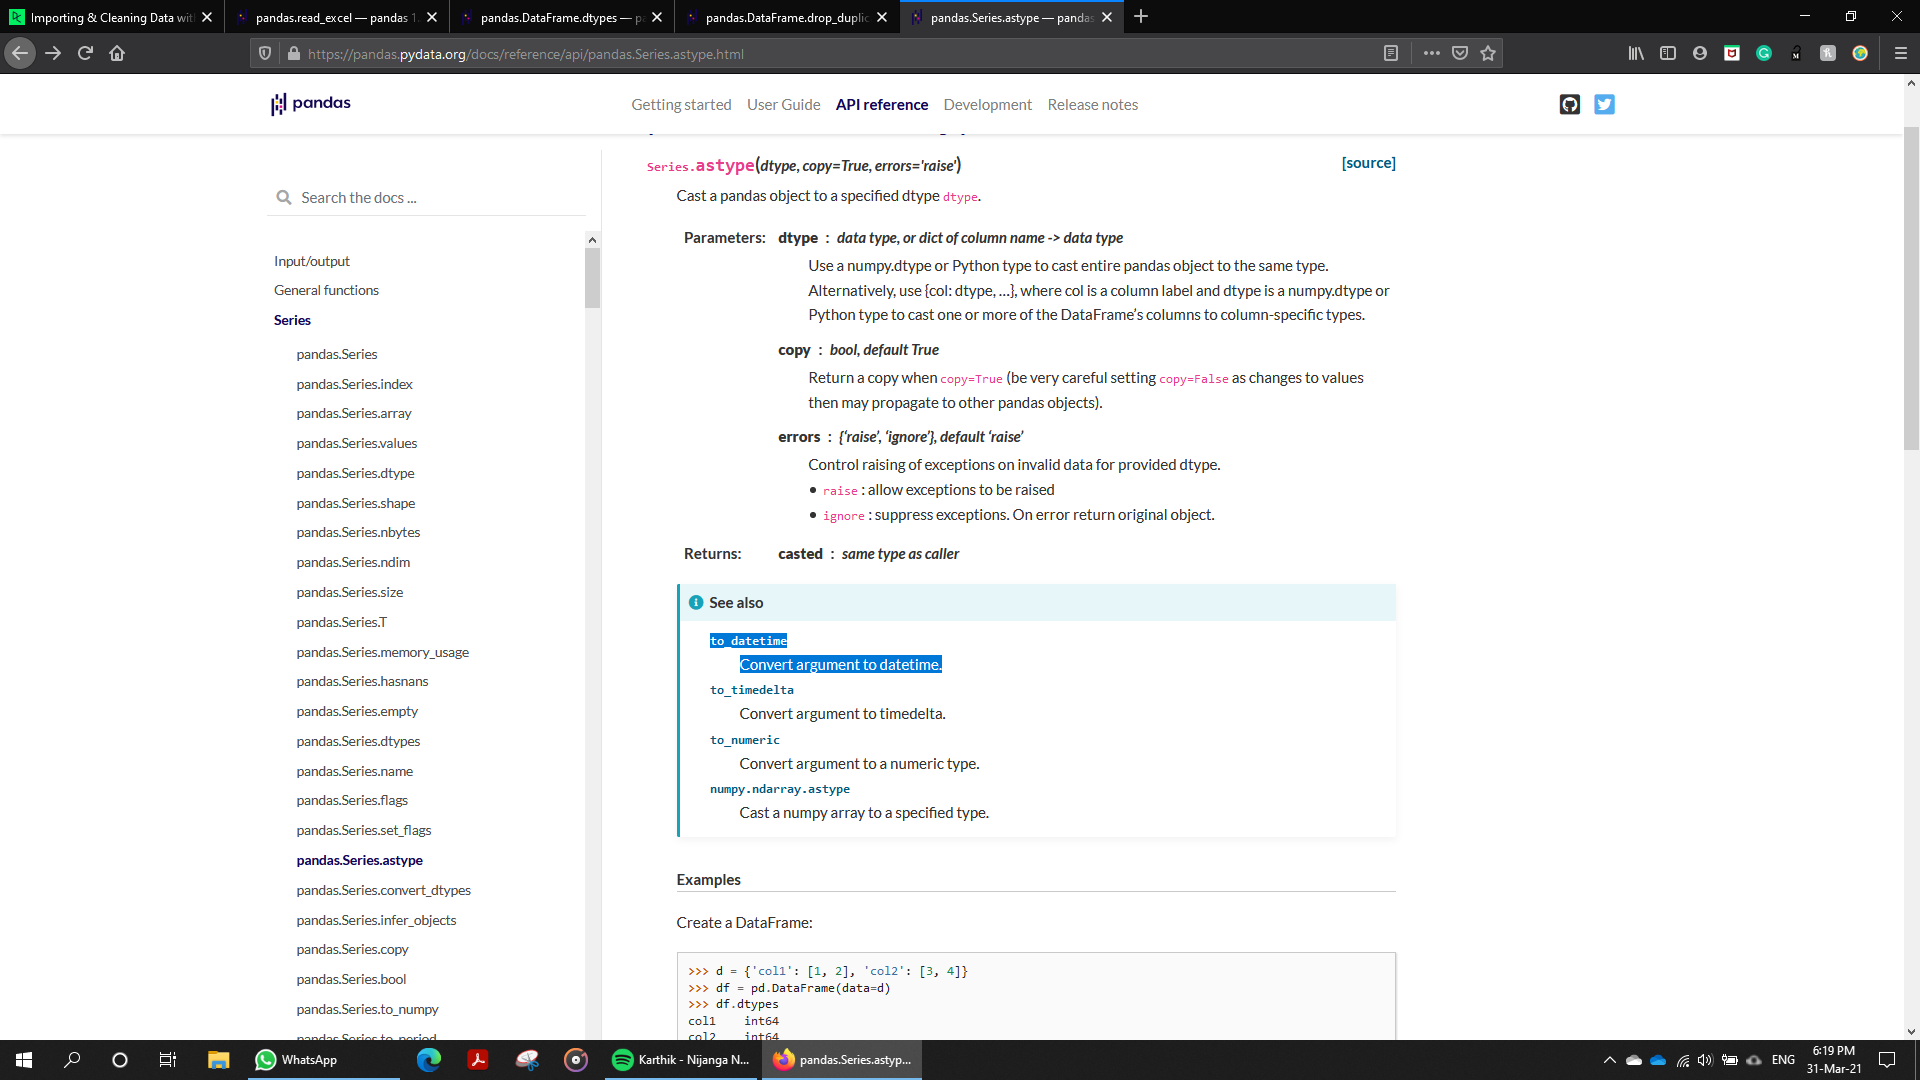 Importing & Cleaning Data wit
pandas.read_excel — pandas 1.
pandas.DataFrame.dtypes — pa
pandas.DataFrame.drop_duplic
pandas.Series.astype — pandas
https://pandas.pydata.org/docs/reference/api/pandas.Series.astype.html
pandas
Getting started
User Guide
API reference
Development
Release notes
Search the docs ...
Input/output
General functions
Series
pandas.Series
pandas.Series.index
pandas.Series.array
pandas.Series.values
pandas.Series.dtype
pandas.Series.shape
pandas.Series.nbytes
pandas.Series.ndim
pandas.Series.size
pandas.Series.T
pandas.Series.memory_usage
pandas.Series.hasnans
pandas.Series.empty
pandas.Series.dtypes
pandas.Series.name
pandas.Series.flags
pandas.Series.set_flags
pandas.Series.astype
pandas.Series.convert_dtypes
pandas.Series.infer_objects
pandas.Series.copy
pandas.Series.bool
pandas.Series.to_numpy
pandas.Series.to_period
Series.astype(dtype, copy=True, errors='raise')
[source]
Cast a pandas object to a specified dtype dtype.
Parameters: dtype : data type, or dict of column name -> data type
Use a numpy.dtype or Python type to cast entire pandas object to the same type.
Alternatively, use {col: dtype, …}, where col is a column label and dtype is a numpy.dtype or
Python type to cast one or more of the DataFrame’s columns to column-specific types.
copy : bool, default True
Return a copy when copy=True (be very careful setting copy=False as changes to values
then may propagate to other pandas objects).
errors : {‘raise’, ‘ignore’}, default ‘raise’
Control raising of exceptions on invalid data for provided dtype.
• raise : allow exceptions to be raised
• ignore : suppress exceptions. On error return original object.
Returns: casted : same type as caller
See also
to_datetime
Convert argument to datetime.
to_timedelta
Convert argument to timedelta.
to_numeric
Convert argument to a numeric type.
numpy.ndarray.astype
Cast a numpy array to a specified type.
Examples
Create a DataFrame:
>>> d = {'col1': [1, 2], 'col2': [3, 4]}
>>> df = pd.DataFrame(data=d)
>>> df.dtypes
col1    int64
col2    int64
WhatsApp
Karthik - Nijanga N...
pandas.Series.astyp...
ENG
6:19 PM
31-Mar-21